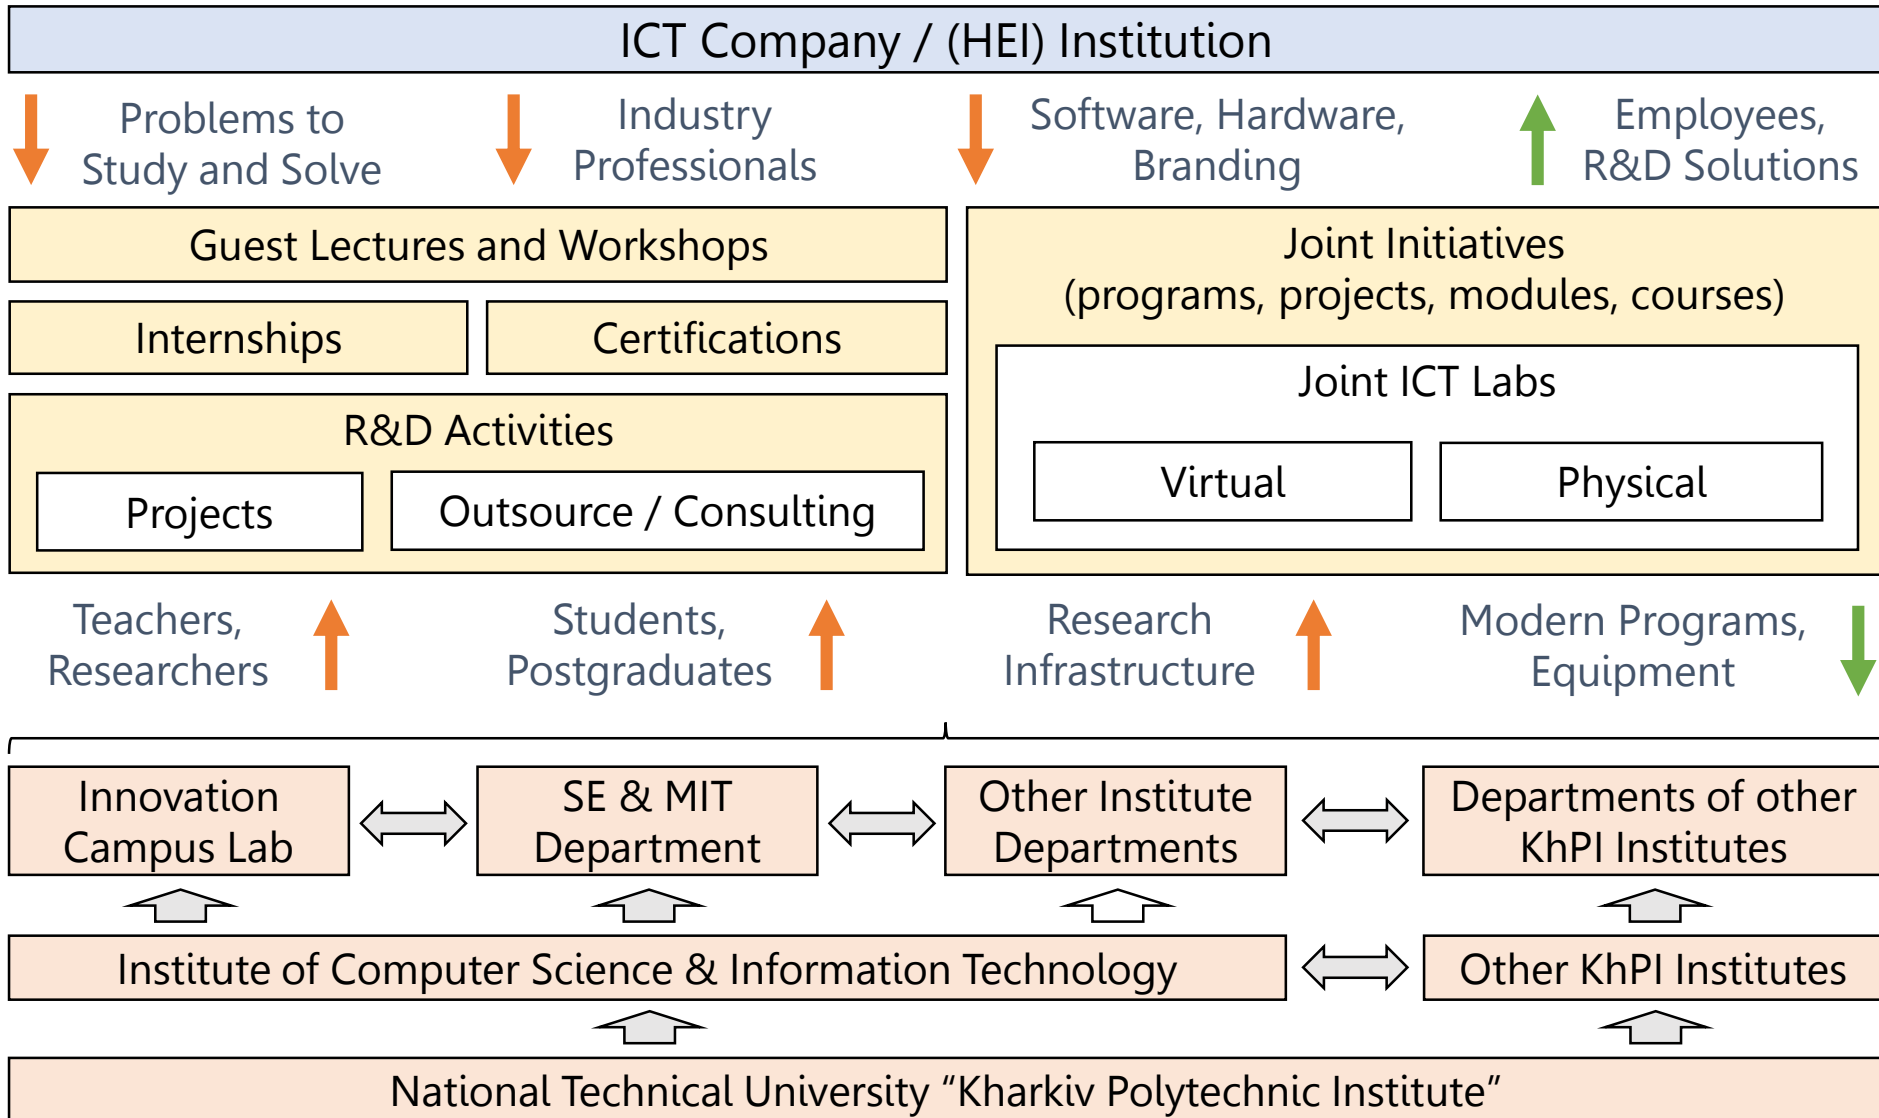 ICT Company / (HEI) Institution
Problems to
Study and Solve
Industry
Professionals
Software, Hardware,
Branding
Employees,
R&D Solutions
Guest Lectures and Workshops
Internships
Certifications
R&D Activities
Projects
Outsource / Consulting
Joint Initiatives
(programs, projects, modules, courses)
Joint ICT Labs
Virtual
Physical
Teachers,
Researchers
Students,
Postgraduates
Research
Infrastructure
Modern Programs,
Equipment
Innovation
Campus Lab
SE & MIT
Department
Other Institute
Departments
Departments of other
KhPI Institutes
Institute of Computer Science & Information Technology
Other KhPI Institutes
National Technical University “Kharkiv Polytechnic Institute”